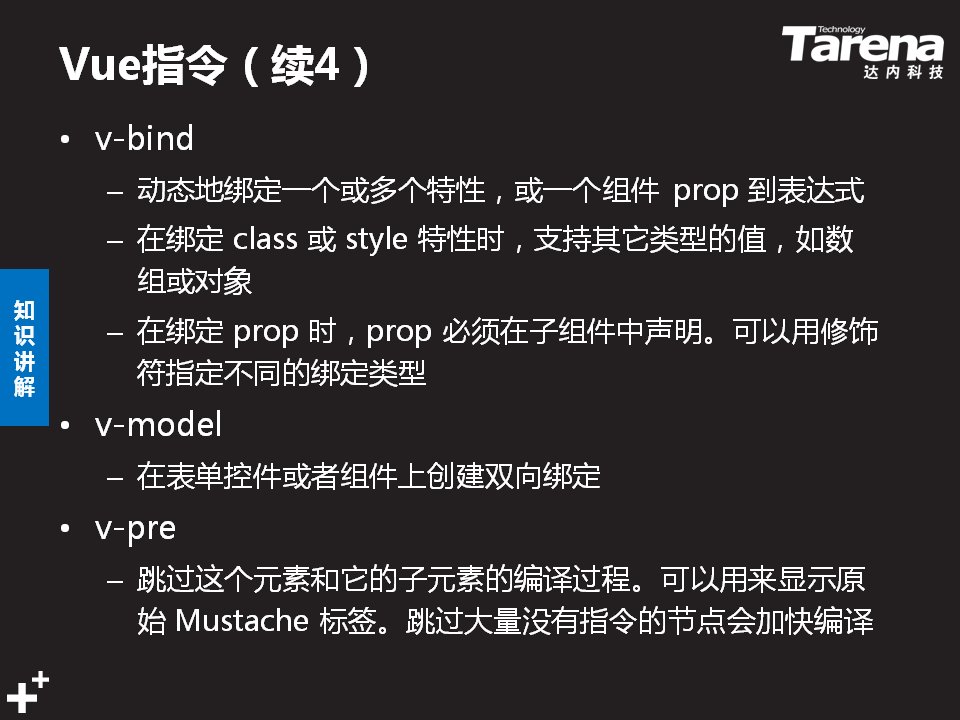 Vue指令（续4）
Technology
Tarena
达内科技
• v-bind
– 动态地绑定一个或多个特性，或一个组件 prop 到表达式
– 在绑定 class 或 style 特性时，支持其它类型的值，如数
组或对象
– 在绑定 prop 时，prop 必须在子组件中声明。可以用修饰
符指定不同的绑定类型
• v-model
– 在表单控件或者组件上创建双向绑定
• v-pre
– 跳过这个元素和它的子元素的编译过程。可以用来显示原
始 Mustache 标签。跳过大量没有指令的节点会加快编译
知
识
讲
解